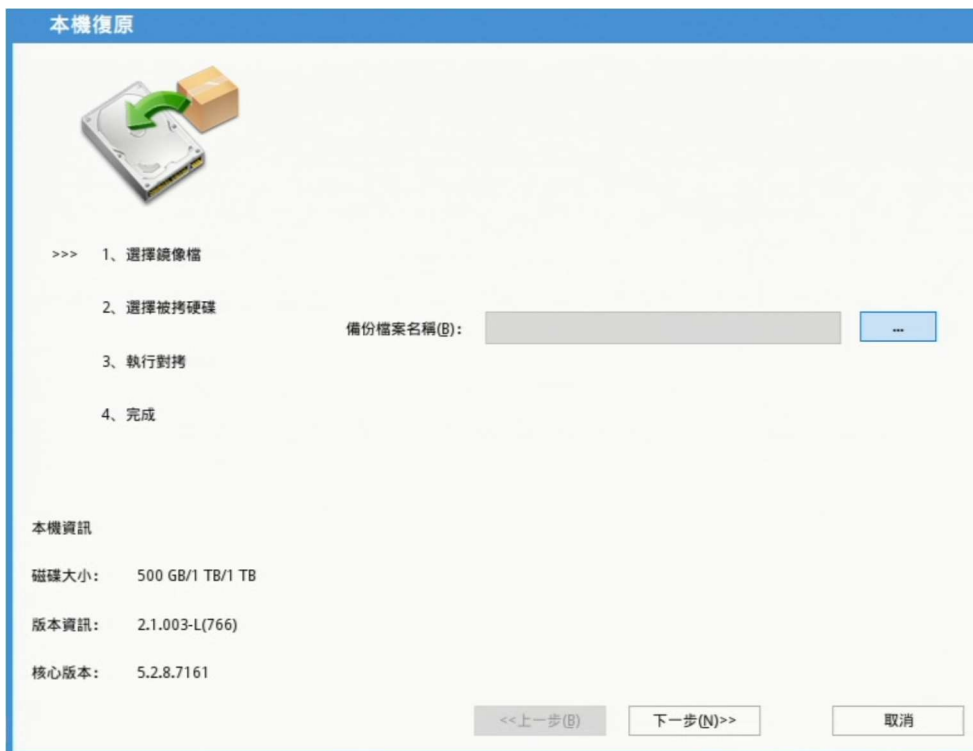 本機復原
>>> 1、選擇鏡像檔
2、選擇被拷硬碟
備份檔案名稱(B)：
...
3、執行對拷
4、完成
本機資訊
磁碟大小： 500 GB/1 TB/1 TB
版本資訊： 2.1.003-L(766)
核心版本： 5.2.8.7161
<<上一步(B)
下一步(N)>>
取消